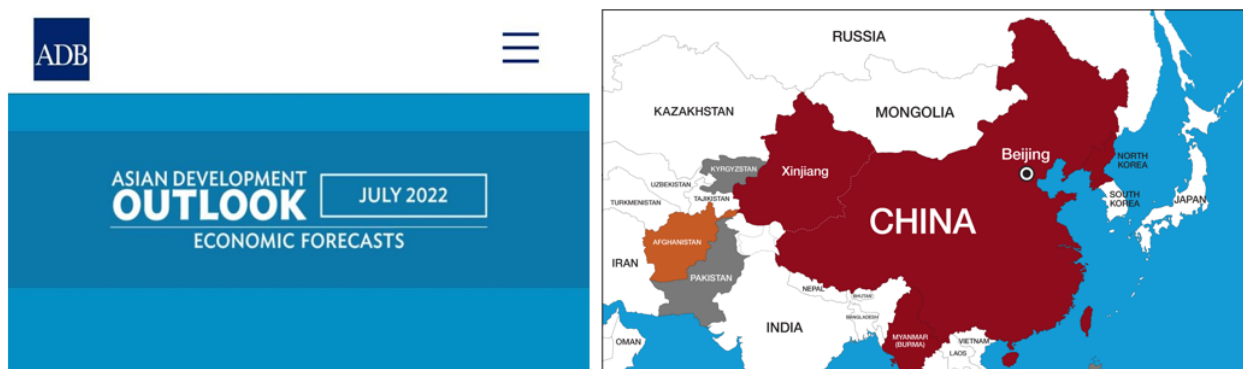 ADB
ASIAN DEVELOPMENT
OUTLOOK
JULY 2022
ECONOMIC FORECASTS
RUSSIA
KAZAKHSTAN
MONGOLIA
KYRGYZSTAN
Xinjiang
Beijing
NORTH
KOREA
UZBEKISTAN
TAJIKISTAN
TURKMENISTAN
SOUTH
KOREA
JAPAN
CHINA
AFGHANISTAN
IRAN
PAKISTAN
NEPAL
BHUTAN
BANGLADESH
INDIA
OMAN
MYANMAR
(BURMA)
VIETNAM
LAOS